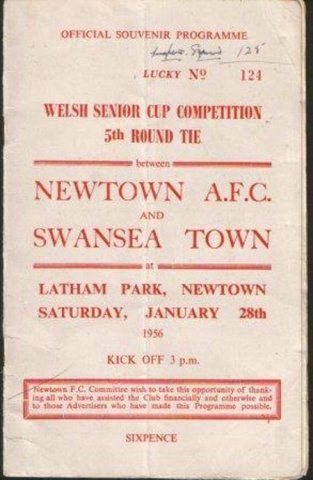 OFFICIAL SOUVENIR PROGRAMME
128
LUCKY No 124
WELSH SENIOR CUP COMPETITION
5th ROUND TIE
between
NEWTOWN A.F.C.
AND
SWANSEA TOWN
at
LATHAM PARK, NEWTOWN
SATURDAY, JANUARY 28th
1956
KICK OFF 3 p.m.
Newtown F.C. Committee wish to take this opportunity of thank-
ing all who have assisted the Club financially and otherwise and
to those Advertisers who have made this Programme possible.
SIXPENCE